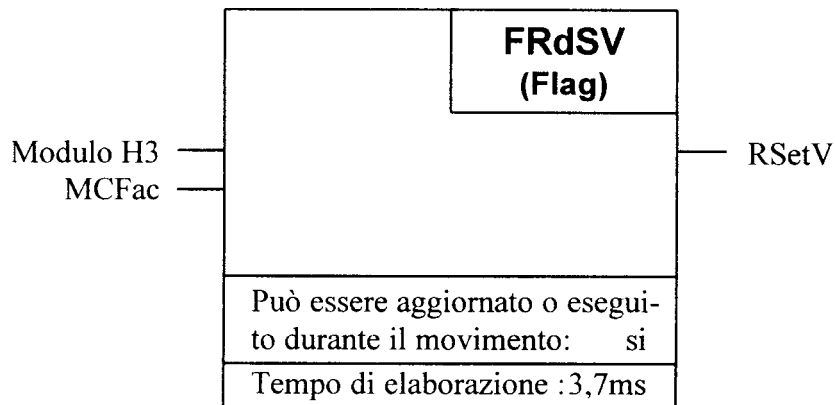 FRdSV
(Flag)
Modulo H3
RSetV
MCFac
Può essere aggiornato o esegui-
to durante il movimento: si
Tempo di elaborazione :3,7ms